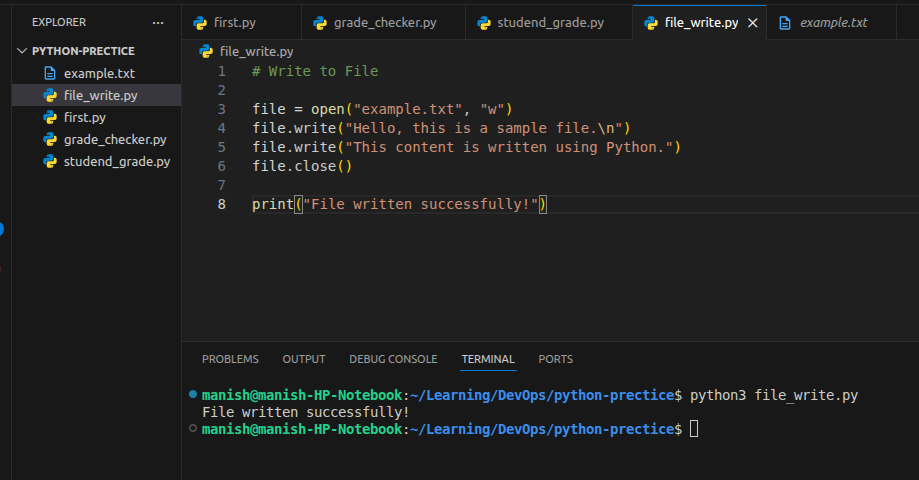 EXPLORER ...
PYTHON-PRECTICE
example.txt
file_write.py
first.py
grade_checker.py
studend_grade.py
first.py grade_checker.py studend_grade.py file_write.py example.txt
file_write.py
1 # Write to File
2
3 file = open("example.txt", "w")
4 file.write("Hello, this is a sample file.\n")
5 file.write("This content is written using Python.")
6 file.close()
7
8 print("File written successfully!")
PROBLEMS OUTPUT DEBUG CONSOLE TERMINAL PORTS
manish@manish-HP-Notebook:~/Learning/DevOps/python-prectice$ python3 file_write.py
File written successfully!
manish@manish-HP-Notebook:~/Learning/DevOps/python-prectice$